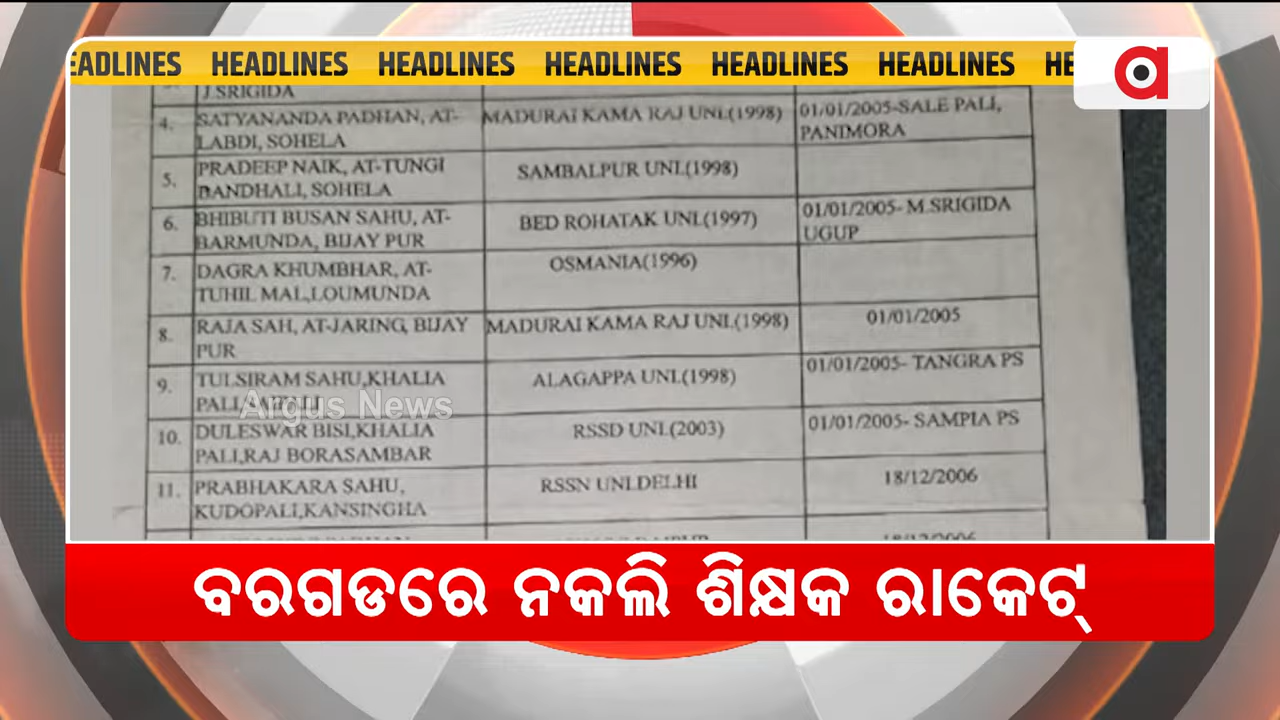 HEADLINES HEADLINES HEADLINES HEADLINES HEADLINES
a
J.SRIGIDA
4. SATYANANDA PADHAN, AT- MADURAI KAMA RAJ UNI.(1998) 01/01/2005-SALE PALI,
LABDI, SOHELA PANIMORA
5. PRADEEP NAIK, AT-TUNGI SAMBALPUR UNI.(1998)
BANDHALI, SOHELA
6. BHIBUTI BUSAN SAHU, AT- BED ROHATAK UNI.(1997) 01/01/2005- M.SRIGIDA
BARMUNDA, BIJAY PUR UGUP
7. DAGRA KHUMBHAR, AT- OSMANIA(1996)
TUHIL MAL,LOUMUNDA
8. RAJA SAH, AT-JARING, BIJAY MADURAI KAMA RAJ UNI.(1998) 01/01/2005
PUR
9. TULSIRAM SAHU,KHALIA ALAGAPPA UNI.(1998) 01/01/2005- TANGRA PS
Argus News
10. DULESWAR BISI,KHALIA RSSD UNI.(2003) 01/01/2005- SAMPIA PS
PALI,RAJ BORASAMBAR
11. PRABHAKARA SAHU, RSSN UNI.DELHI 18/12/2006
KUDOPALI,KANSINGHA
18/12/2006
ବରଗଡରେ ନକଲି ଶିକ୍ଷକ ରାକେଟ୍